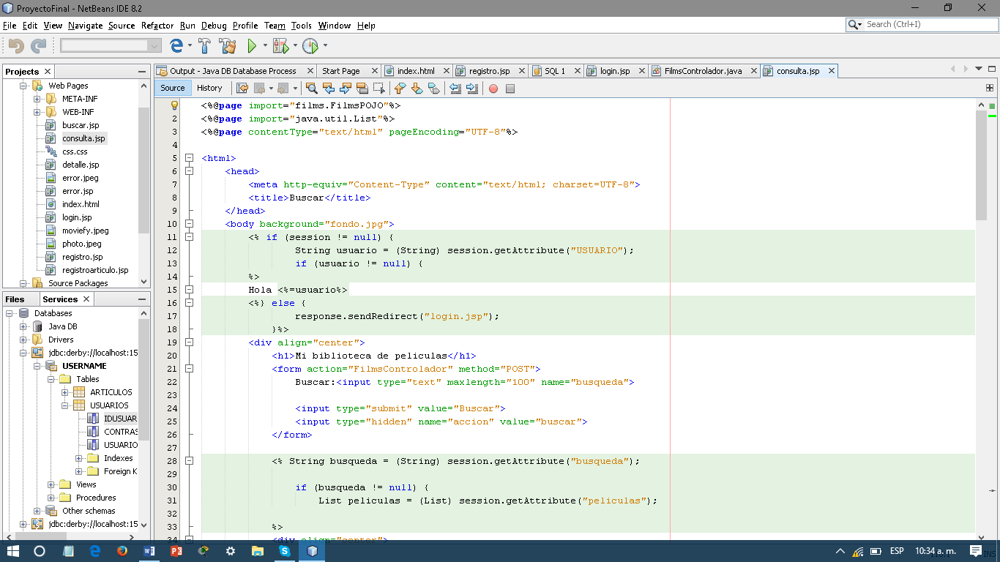 ProyectoFinal - NetBeans IDE 8.2
File Edit View Navigate Source Refactor Run Debug Profile Team Tools Window Help
Search (Ctrl+I)
Projects
Web Pages
META-INF
WEB-INF
buscar.jsp
consulta.jsp
css.css
detalle.jsp
error.jpeg
error.jsp
index.html
login.jsp
moviefy.jpeg
photo.jpeg
registro.jsp
registroarticulo.jsp
Source Packages
Files Services
Databases
Java DB
Drivers
jdbc:derby://localhost:15
USERNAME
Tables
ARTICULOS
USUARIOS
IDUSUAR
CONTRAS
USUARIO
Indexes
Foreign K
Views
Procedures
Other schemas
jdbc:derby://localhost:15
Output - Java DB Database Process Start Page index.html registro.jsp SQL 1 login.jsp FilmsControlador.java consulta.jsp
Source History
<%@page import="films.FilmsPOJO"%>
2 <%@page import="java.util.List"%>
3 <%@page contentType="text/html" pageEncoding="UTF-8"%>
4
5 <html>
6 <head>
7 <meta http-equiv="Content-Type" content="text/html; charset=UTF-8">
8 <title>Buscar</title>
9 </head>
10 <body background="fondo.jpg">
11 <% if (session != null) {
12 String usuario = (String) session.getAttribute("USUARIO");
13 if (usuario != null) {
14 %>
15 Hola <%=usuario%>
16 <%} else {
17 response.sendRedirect("login.jsp");
18 }%>
19 <div align="center">
20 <h1>Mi biblioteca de peliculas</h1>
21 <form action="FilmsControlador" method="POST">
22 Buscar:<input type="text" maxlength="100" name="busqueda">
23
24 <input type="submit" value="Buscar">
25 <input type="hidden" name="accion" value="buscar">
26 </form>
27
28 <% String busqueda = (String) session.getAttribute("busqueda");
29
30 if (busqueda != null) {
31 List peliculas = (List) session.getAttribute("peliculas");
32
33 %>
34 <div align="center">
ESP 10:34 a. m. INS